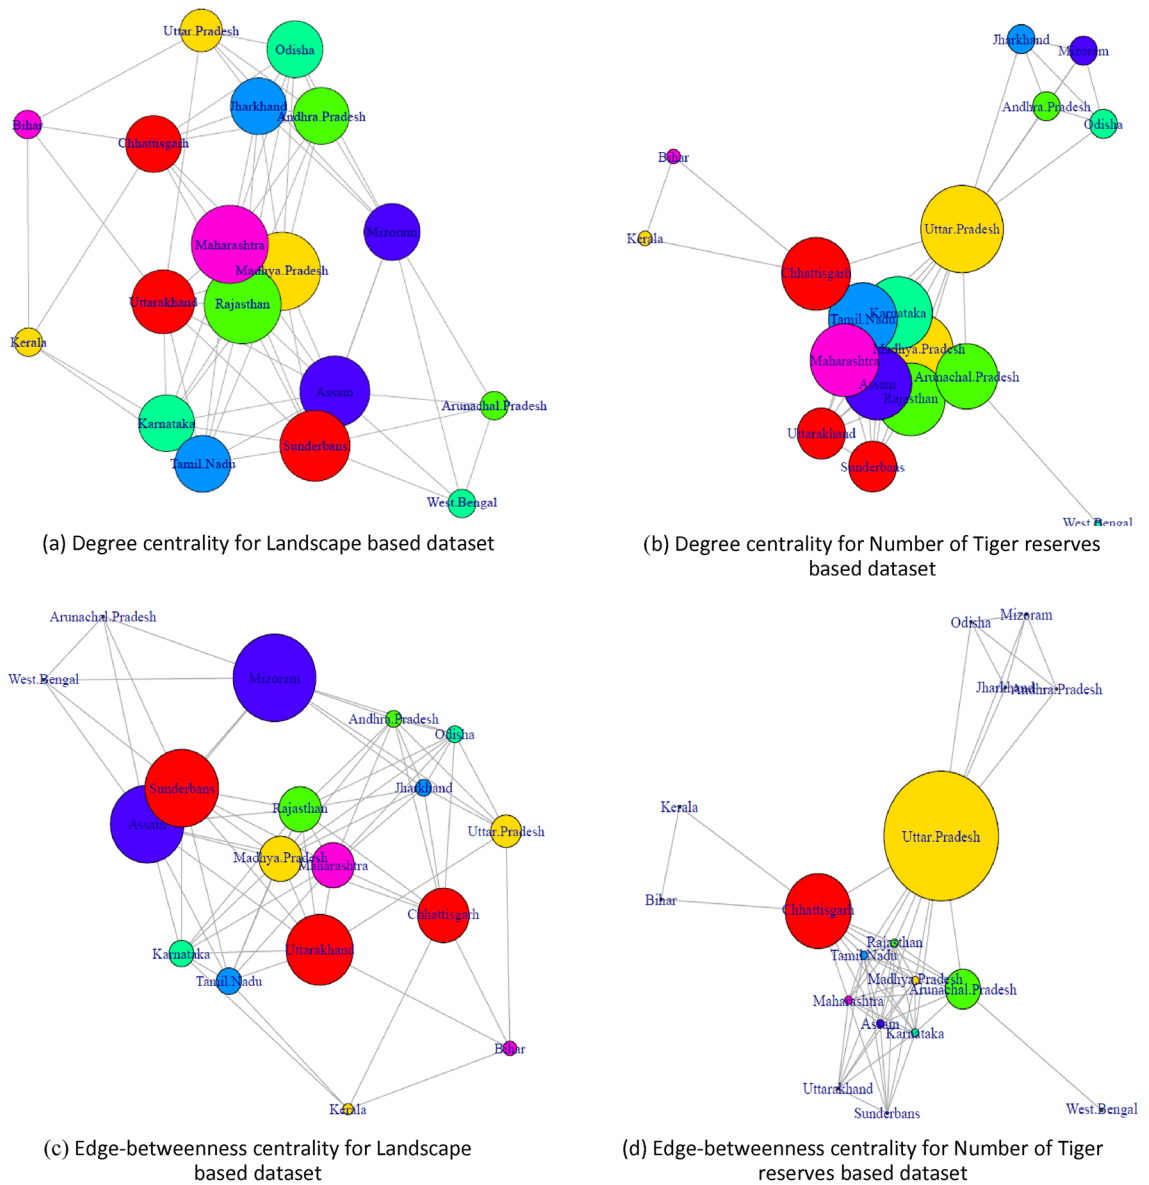 Uttar.Pradesh
Odisha
Jharkhand
Andhra.Pradesh
Bihar
Chhattisgarh
Mizoram
Maharashtra
Madhya.Pradesh
Uttarakhand
Rajasthan
Kerala
Assam
Arunachal.Pradesh
Karnataka
Sunderbans
Tamil.Nadu
West.Bengal
(a) Degree centrality for Landscape based dataset
Jharkhand
Mizoram
Andhra.Pradesh
Odisha
Bihar
Uttar.Pradesh
Kerala
Chhattisgarh
Karnataka
Tamil.Nadu
Madhya.Pradesh
Maharashtra
Arunachal.Pradesh
Assam
Rajasthan
Uttarakhand
Sunderbans
West.Bengal
(b) Degree centrality for Number of Tiger reserves
based dataset
Arunachal.Pradesh
West.Bengal
Mizoram
Andhra.Pradesh
Odisha
Sunderbans
Jharkhand
Rajasthan
Assam
Uttar.Pradesh
Madhya.Pradesh
Maharashtra
Chhattisgarh
Karnataka
Uttarakhand
Tamil.Nadu
Bihar
Kerala
(c) Edge-betweenness centrality for Landscape
based dataset
Mizoram
Odisha
Jharkhand
Andhra.Pradesh
Kerala
Uttar.Pradesh
Bihar
Chhattisgarh
Rajasthan
Tamil.Nadu
Madhya.Pradesh
Arunachal.Pradesh
Maharashtra
Assam
Karnataka
Uttarakhand
Sunderbans
West.Bengal
(d) Edge-betweenness centrality for Number of Tiger
reserves based dataset